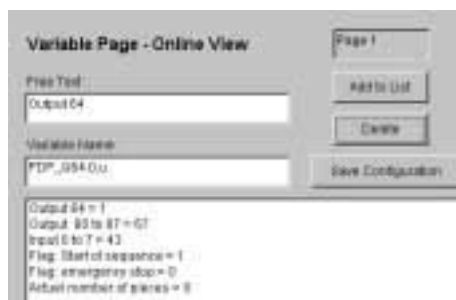 Variable Page - Online View
Page 1
Free Text
Add to List
Output 64
Delete
Variable Name
Save Configuration
Output 64 = 1
Output 80 to 87 = 67
Input 0 to 7 = 43
Flag: Start of sequence = 1
Flag: emergency stop = 0
Actual number of pieces = 8